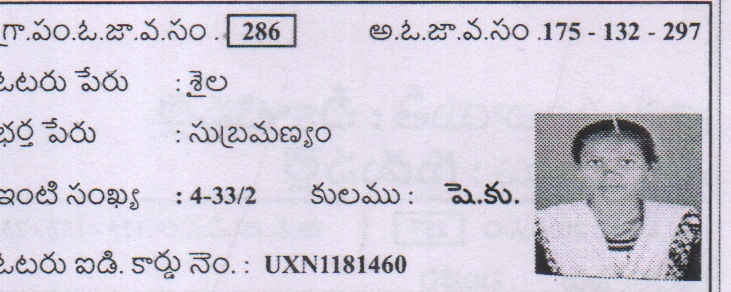 గ్రా.పం.ఓ.జా.వ.సం . 286 అ.ఓ.జా.వ.సం .175 - 132 - 297
ఓటరు పేరు : శైల
భర్త పేరు : సుబ్రమణ్యం
ఇంటి సంఖ్య : 4-33/2 కులము : షె.కు.
ఓటరు ఐడి. కార్డు నెం. : UXN1181460